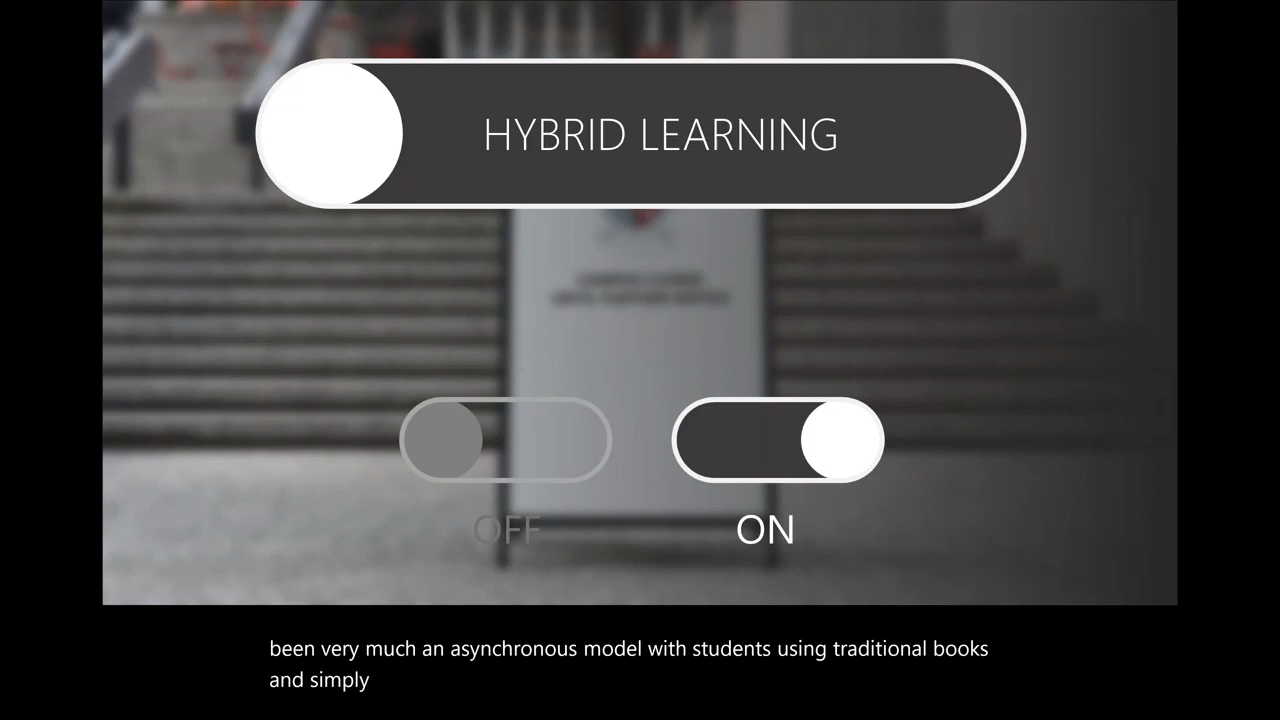 HYBRID LEARNING
OFF
ON
been very much an asynchronous model with students using traditional books
and simply